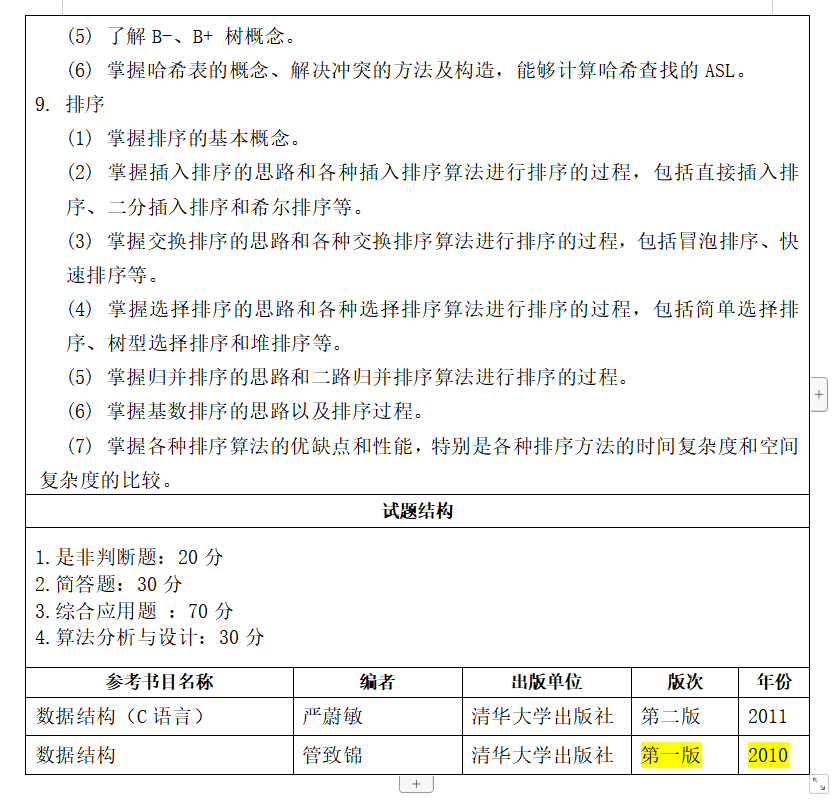 (5) 了解 B-、B+ 树概念。
(6) 掌握哈希表的概念、解决冲突的方法及构造，能够计算哈希查找的 ASL。
9. 排序
(1) 掌握排序的基本概念。
(2) 掌握插入排序的思路和各种插入排序算法进行排序的过程，包括直接插入排
序、二分插入排序和希尔排序等。
(3) 掌握交换排序的思路和各种交换排序算法进行排序的过程，包括冒泡排序、快
速排序等。
(4) 掌握选择排序的思路和各种选择排序算法进行排序的过程，包括简单选择排
序、树型选择排序和堆排序等。
(5) 掌握归并排序的思路和二路归并排序算法进行排序的过程。
(6) 掌握基数排序的思路以及排序过程。
(7) 掌握各种排序算法的优缺点和性能，特别是各种排序方法的时间复杂度和空间
复杂度的比较。
试题结构
1.是非判断题：20 分
2.简答题：30 分
3.综合应用题 ：70 分
4.算法分析与设计：30 分
参考书目名称 编者 出版单位 版次 年份
数据结构（C 语言） 严蔚敏 清华大学出版社 第二版 2011
数据结构 管致锦 清华大学出版社 第一版 2010